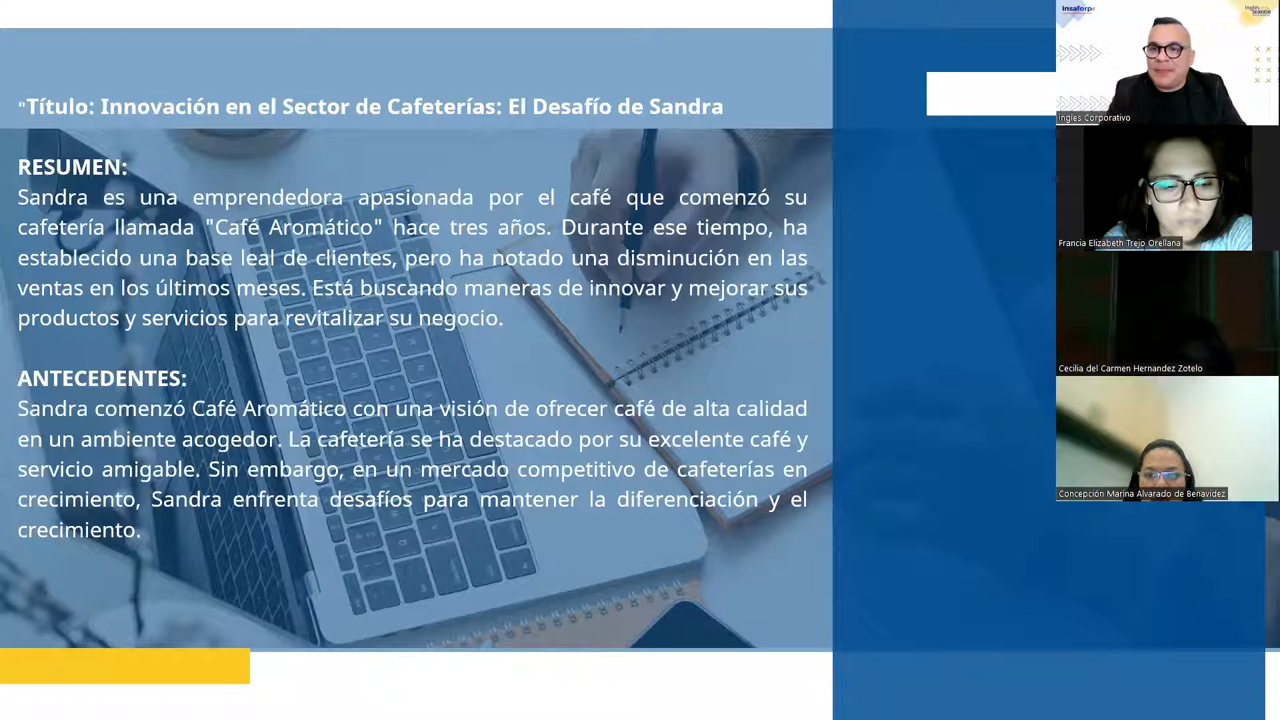 "Título: Innovación en el Sector de Cafeterías: El Desafío de Sandra
RESUMEN:
Sandra es una emprendedora apasionada por el café que comenzó su
cafetería llamada "Café Aromático" hace tres años. Durante ese tiempo, ha
establecido una base leal de clientes, pero ha notado una disminución en las
ventas en los últimos meses. Está buscando maneras de innovar y mejorar sus
productos y servicios para revitalizar su negocio.
ANTECEDENTES:
Sandra comenzó Café Aromático con una visión de ofrecer café de alta calidad
en un ambiente acogedor. La cafetería se ha destacado por su excelente café y
servicio amigable. Sin embargo, en un mercado competitivo de cafeterías en
crecimiento, Sandra enfrenta desafíos para mantener la diferenciación y el
crecimiento.
insaforp
Ingles Corporativo
Francia Elizabeth Trejo Orellana
Cecilia del Carmen Hernandez Zotelo
Concepción Marina Alvarado de Benavidez